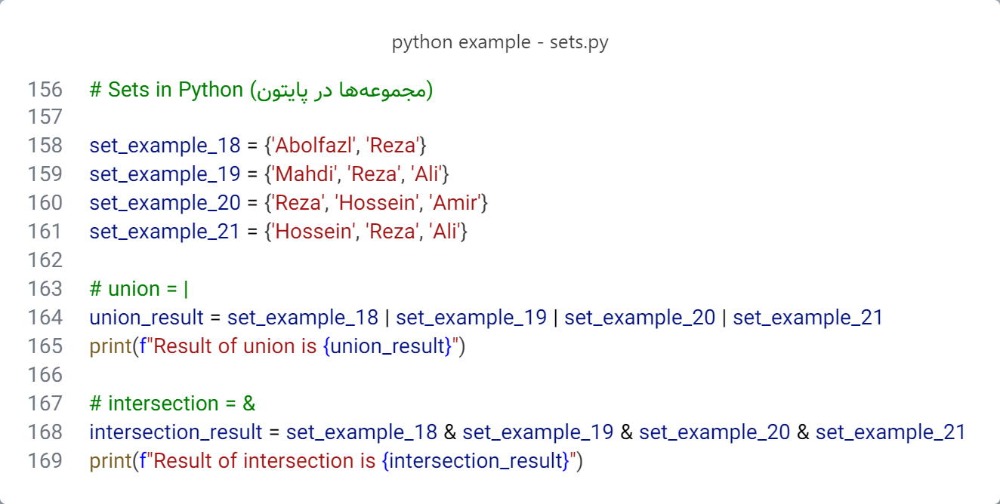 python example - sets.py
156 # Sets in Python (مجموعه‌ها در پایتون)
157
158 set_example_18 = {'Abolfazl', 'Reza'}
159 set_example_19 = {'Mahdi', 'Reza', 'Ali'}
160 set_example_20 = {'Reza', 'Hossein', 'Amir'}
161 set_example_21 = {'Hossein', 'Reza', 'Ali'}
162
163 # union = |
164 union_result = set_example_18 | set_example_19 | set_example_20 | set_example_21
165 print(f"Result of union is {union_result}")
166
167 # intersection = &
168 intersection_result = set_example_18 & set_example_19 & set_example_20 & set_example_21
169 print(f"Result of intersection is {intersection_result}")